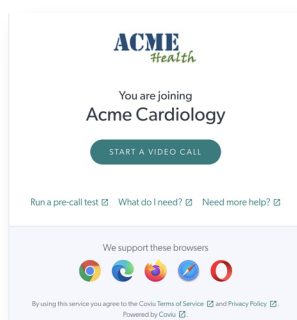 ACME
Health
You are joining
Acme Cardiology
START A VIDEO CALL
Run a pre-call test What do I need? Need more help?
We support these browsers
By using this service you agree to the Coviu Terms of Service and Privacy Policy .
Powered by Coviu .